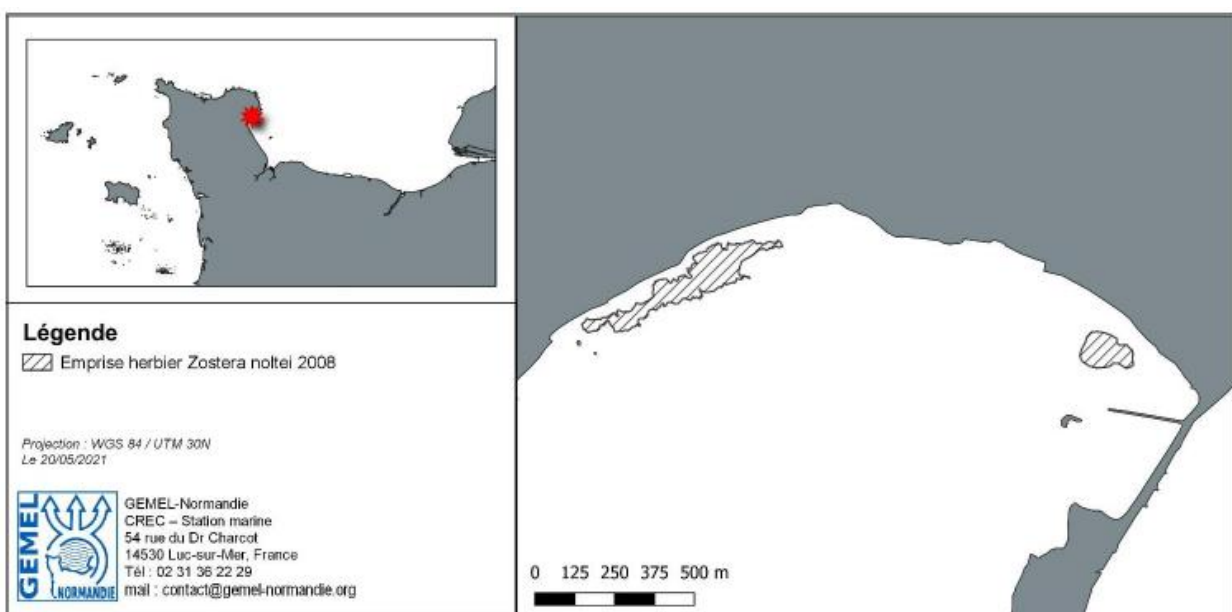 Légende
Emprise herbier Zostera noltei 2008
Projection : WGS 84 / UTM 30N
Le 20/05/2021
GEMEL
NORMANDIE
GEMEL-Normandie
CREC – Station marine
54 rue du Dr Charcot
14530 Luc-sur-Mer, France
Tél : 02 31 36 22 29
mail : contact@gemel-normandie.org
0 125 250 375 500 m